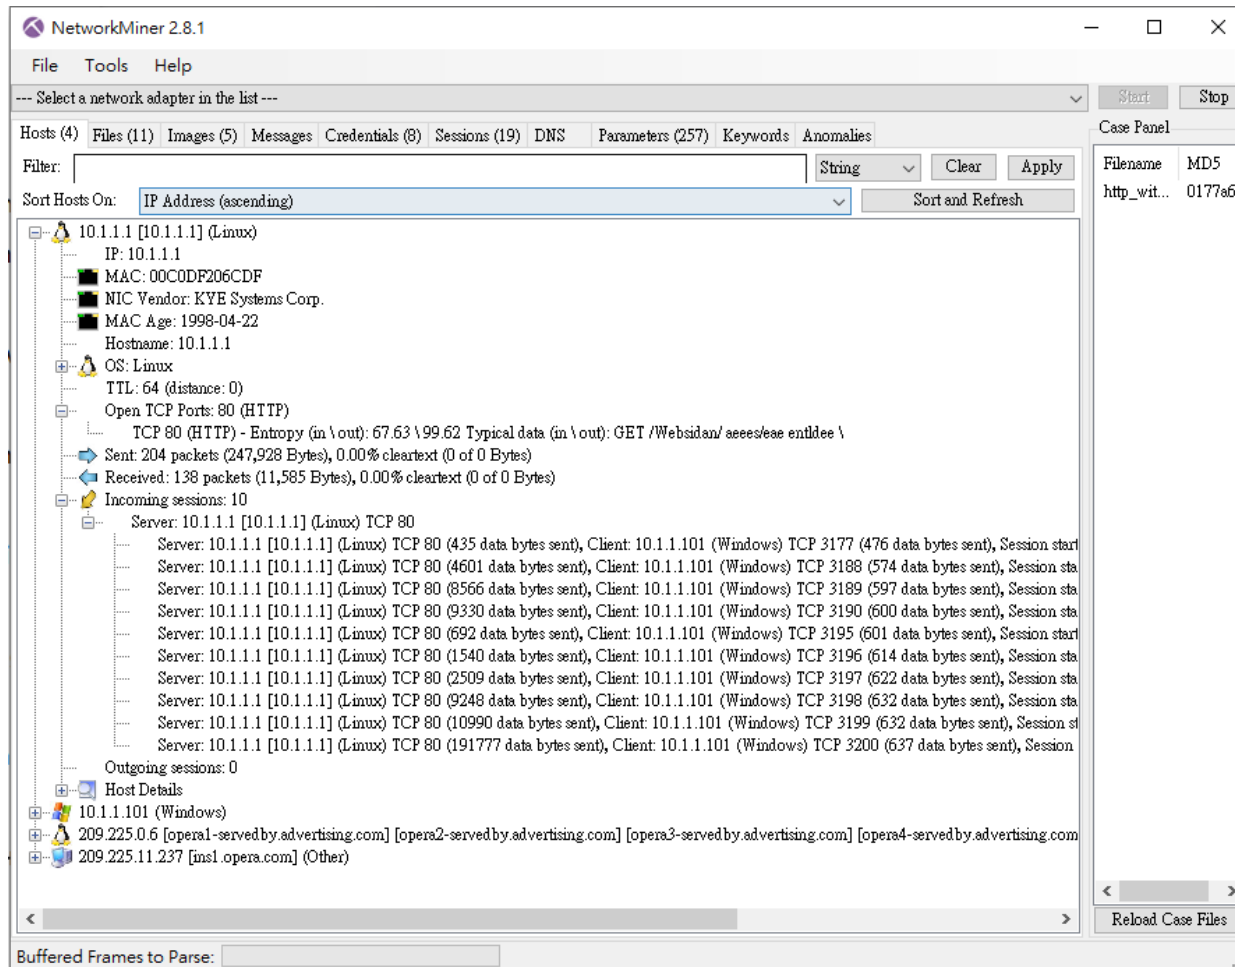 NetworkMiner 2.8.1
File Tools Help
--- Select a network adapter in the list ---
Start Stop
Hosts (4) Files (11) Images (5) Messages Credentials (8) Sessions (19) DNS Parameters (257) Keywords Anomalies
Case Panel
Filter: String Clear Apply
Filename MD5
Sort Hosts On: IP Address (ascending) Sort and Refresh
http_wit... 0177a6
10.1.1.1 [10.1.1.1] (Linux)
IP: 10.1.1.1
MAC: 00C0DF206CDF
NIC Vendor: KYE Systems Corp.
MAC Age: 1998-04-22
Hostname: 10.1.1.1
OS: Linux
TTL: 64 (distance: 0)
Open TCP Ports: 80 (HTTP)
TCP 80 (HTTP) - Entropy (in \ out): 67.63 \ 99.62 Typical data (in \ out): GET /Websidan/ aeees/eae entldee \
Sent: 204 packets (247,928 Bytes), 0.00% cleartext (0 of 0 Bytes)
Received: 138 packets (11,585 Bytes), 0.00% cleartext (0 of 0 Bytes)
Incoming sessions: 10
Server: 10.1.1.1 [10.1.1.1] (Linux) TCP 80
Server: 10.1.1.1 [10.1.1.1] (Linux) TCP 80 (435 data bytes sent), Client: 10.1.1.101 (Windows) TCP 3177 (476 data bytes sent), Session start
Server: 10.1.1.1 [10.1.1.1] (Linux) TCP 80 (4601 data bytes sent), Client: 10.1.1.101 (Windows) TCP 3188 (574 data bytes sent), Session sta
Server: 10.1.1.1 [10.1.1.1] (Linux) TCP 80 (8566 data bytes sent), Client: 10.1.1.101 (Windows) TCP 3189 (597 data bytes sent), Session sta
Server: 10.1.1.1 [10.1.1.1] (Linux) TCP 80 (9330 data bytes sent), Client: 10.1.1.101 (Windows) TCP 3190 (600 data bytes sent), Session sta
Server: 10.1.1.1 [10.1.1.1] (Linux) TCP 80 (692 data bytes sent), Client: 10.1.1.101 (Windows) TCP 3195 (601 data bytes sent), Session start
Server: 10.1.1.1 [10.1.1.1] (Linux) TCP 80 (1540 data bytes sent), Client: 10.1.1.101 (Windows) TCP 3196 (614 data bytes sent), Session sta
Server: 10.1.1.1 [10.1.1.1] (Linux) TCP 80 (2509 data bytes sent), Client: 10.1.1.101 (Windows) TCP 3197 (622 data bytes sent), Session sta
Server: 10.1.1.1 [10.1.1.1] (Linux) TCP 80 (9248 data bytes sent), Client: 10.1.1.101 (Windows) TCP 3198 (632 data bytes sent), Session sta
Server: 10.1.1.1 [10.1.1.1] (Linux) TCP 80 (10990 data bytes sent), Client: 10.1.1.101 (Windows) TCP 3199 (632 data bytes sent), Session st
Server: 10.1.1.1 [10.1.1.1] (Linux) TCP 80 (191777 data bytes sent), Client: 10.1.1.101 (Windows) TCP 3200 (637 data bytes sent), Session
Outgoing sessions: 0
Host Details
10.1.1.101 (Windows)
209.225.0.6 [opera1-servedby.advertising.com] [opera2-servedby.advertising.com] [opera3-servedby.advertising.com] [opera4-servedby.advertising.com
209.225.11.237 [ins1.opera.com] (Other)
Reload Case Files
Buffered Frames to Parse: